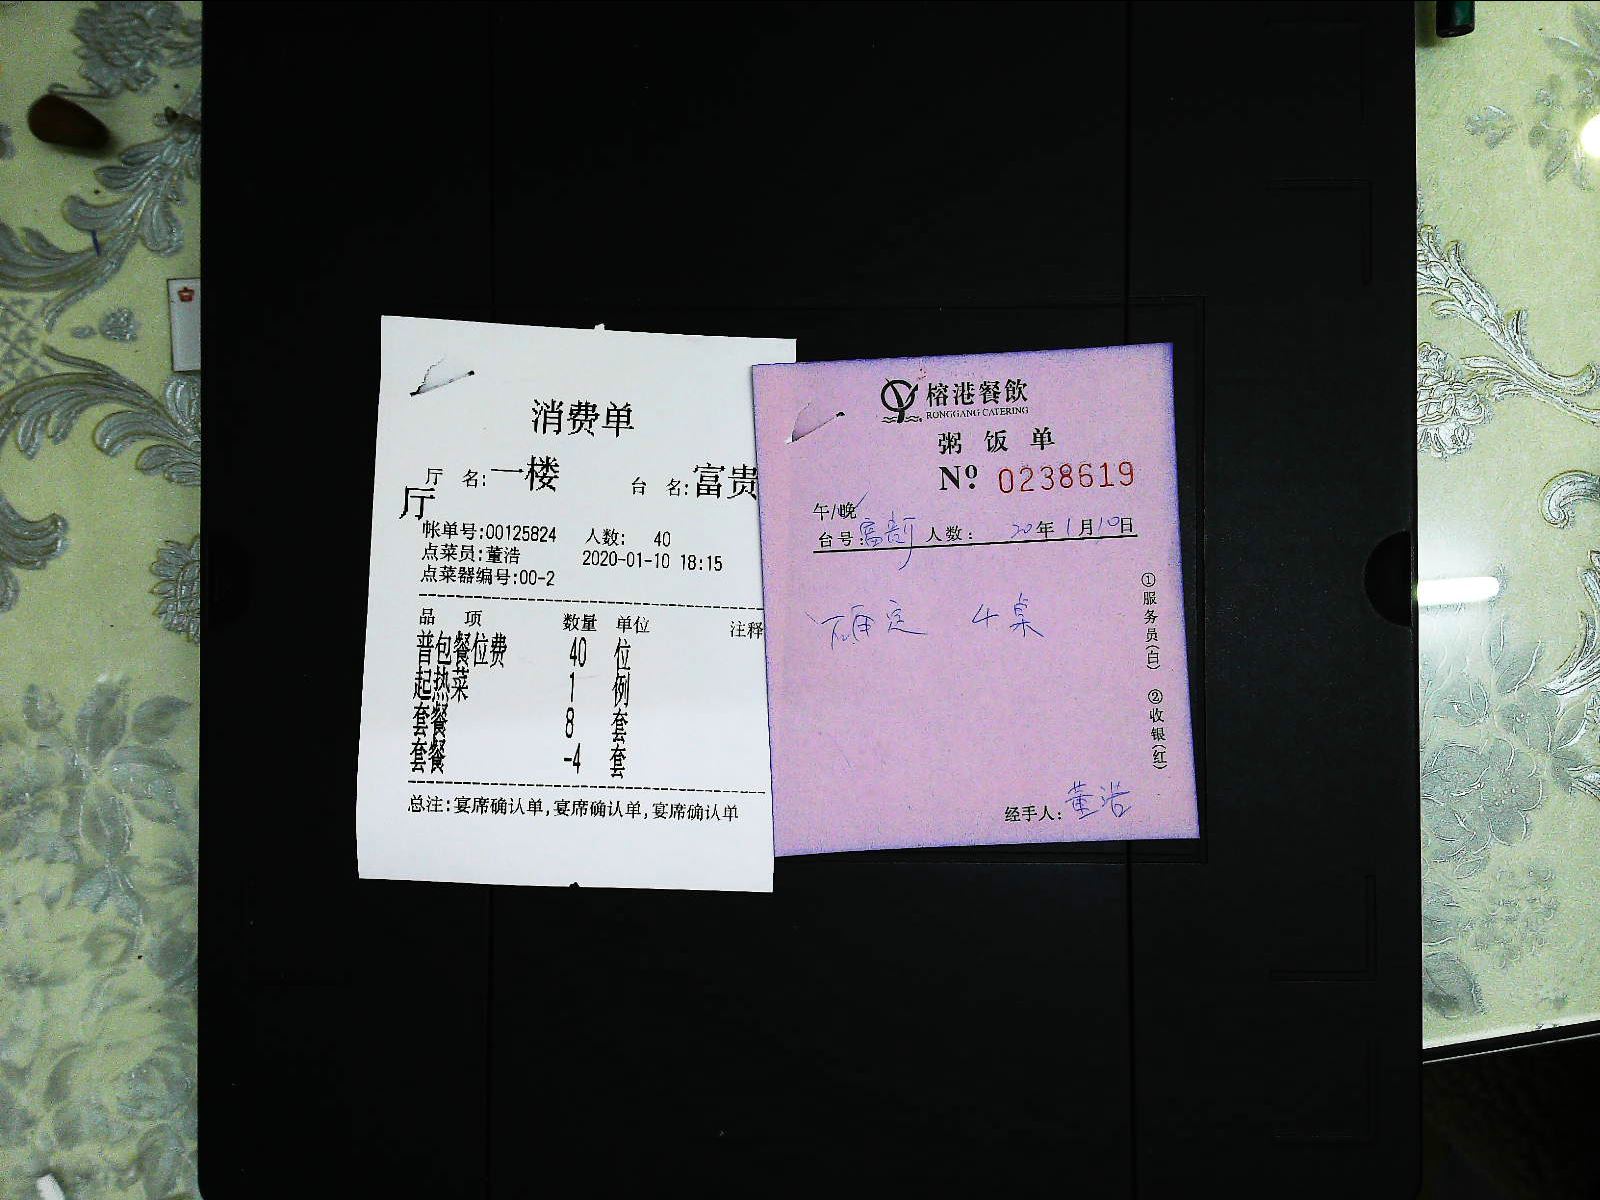 消费单
厅 名:一楼 台 名:富贵
厅
帐单号:00125824 人数: 40
点菜员:董浩 2020-01-10 18:15
点菜器编号:00-2
品 项 数量 单位 注释
普包餐位费 40 位
起热菜 1 例
套餐 8 套
套餐 -4 套
总注:宴席确认单,宴席确认单,宴席确认单
榕港餐飲
RONGGANG CATERING
粥饭单
Nº 0238619
午/晚
台号:富贵厅 人数: 20年1月10日
确定 4桌
经手人:董浩
①服务员(白) ②收银(红)